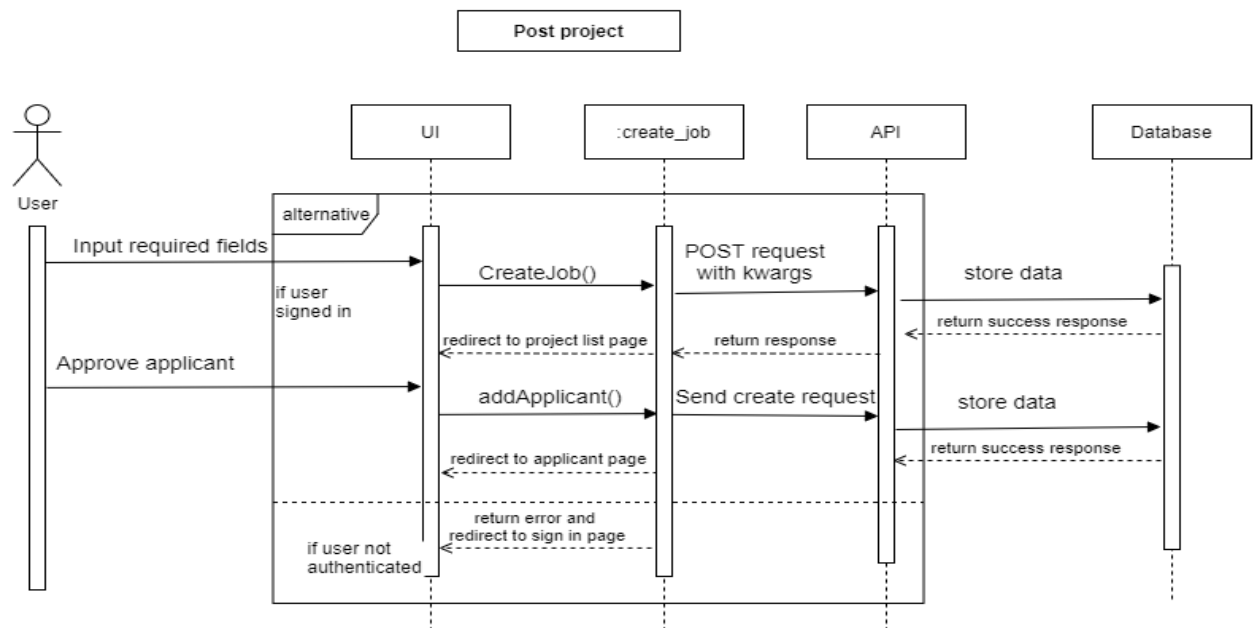 Post project
User
UI
:create_job
API
Database
alternative
Input required fields
if user
signed in
CreateJob()
POST request
with kwargs
store data
return success response
redirect to project list page
return response
Approve applicant
addApplicant()
Send create request
store data
return success response
redirect to applicant page
return error and
redirect to sign in page
if user not
authenticated